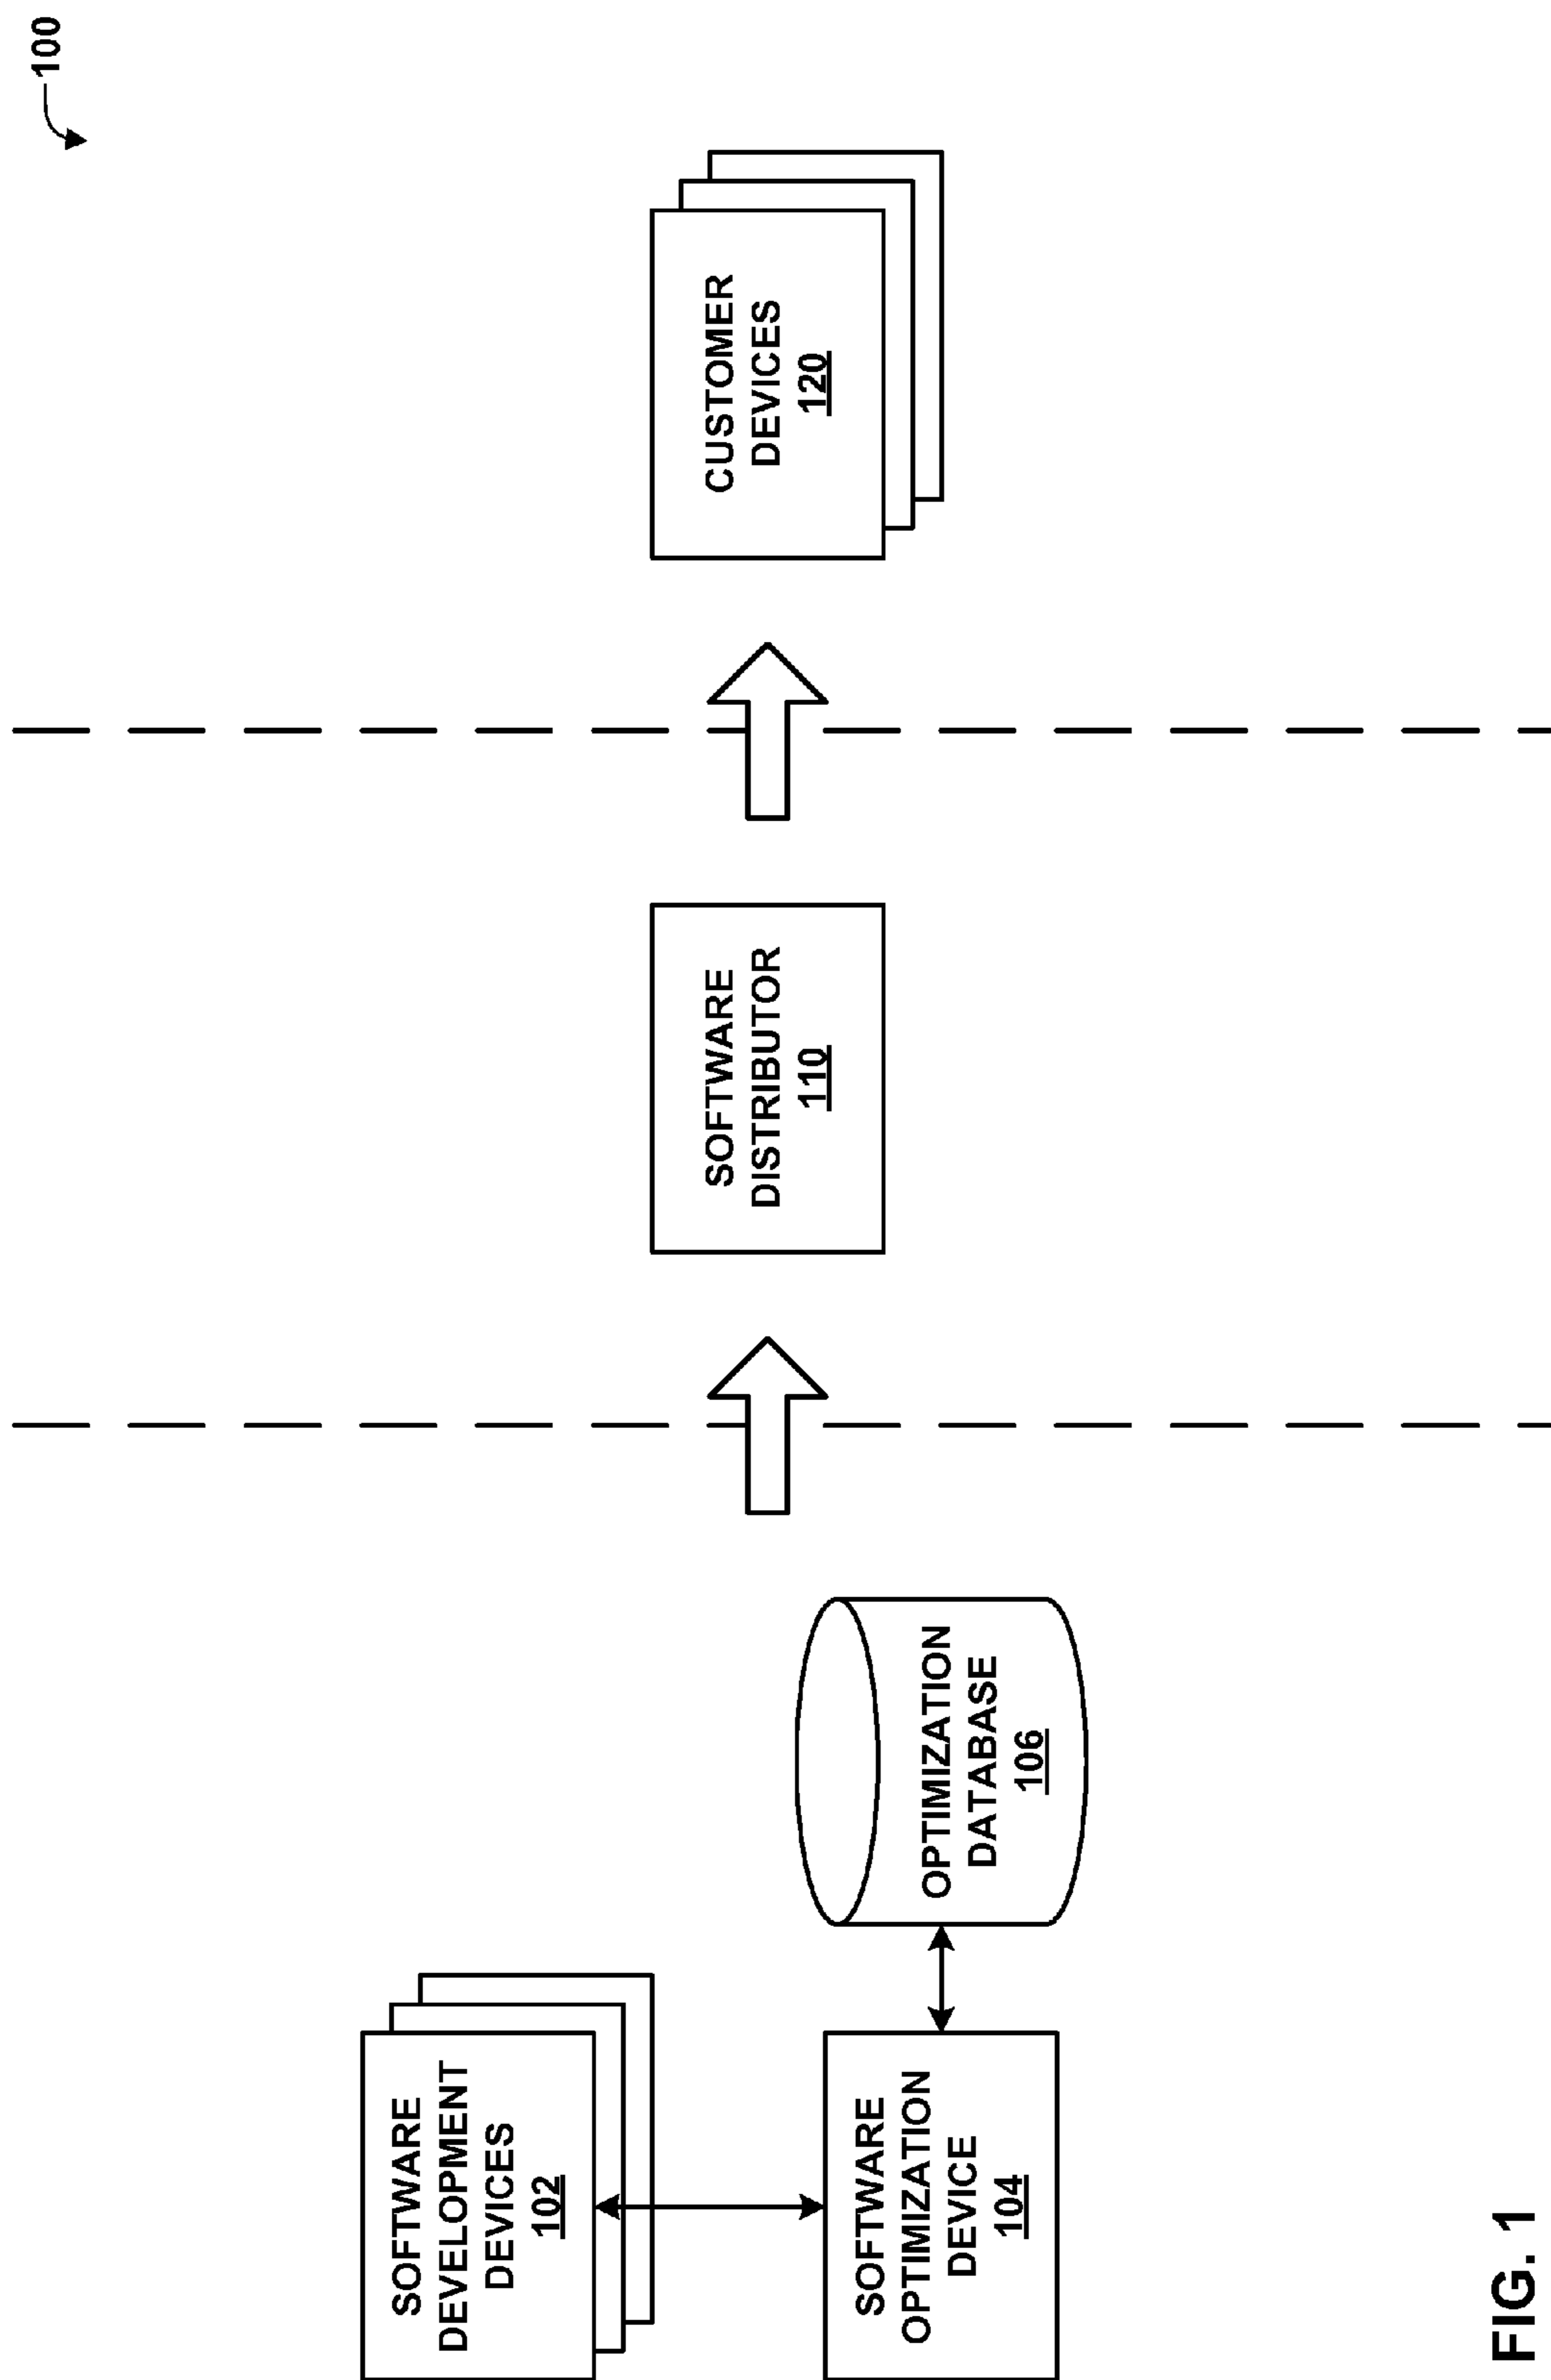 100
SOFTWARE
DEVELOPMENT
DEVICES
102
SOFTWARE
OPTIMIZATION
DEVICE
104
OPTIMIZATION
DATABASE
106
SOFTWARE
DISTRIBUTOR
110
CUSTOMER
DEVICES
120
FIG. 1